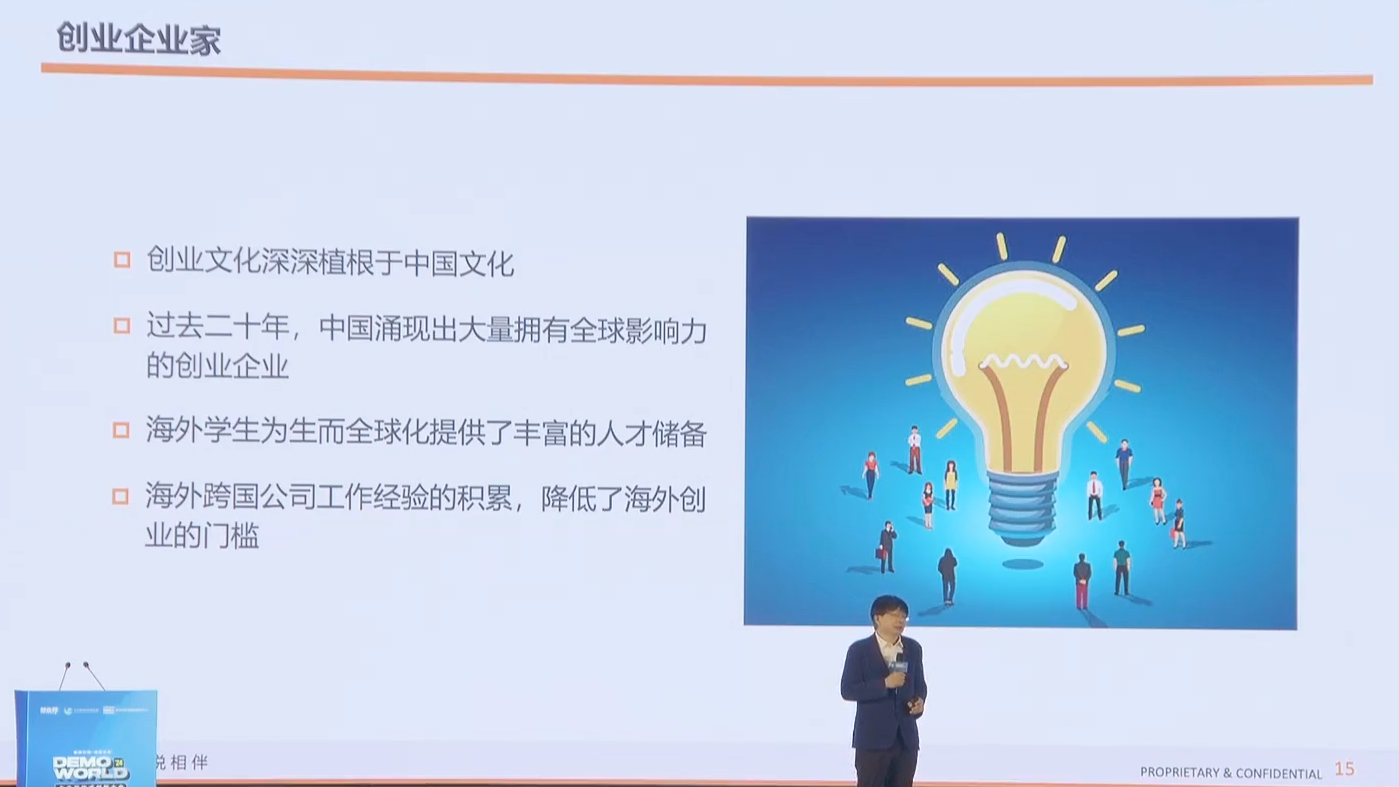 创业企业家
创业文化深深植根于中国文化
过去二十年，中国涌现出大量拥有全球影响力
的创业企业
海外学生为生而全球化提供了丰富的人才储备
海外跨国公司工作经验的积累，降低了海外创
业的门槛
DEMO 24
WORLD
悦相伴
PROPRIETARY & CONFIDENTIAL 15